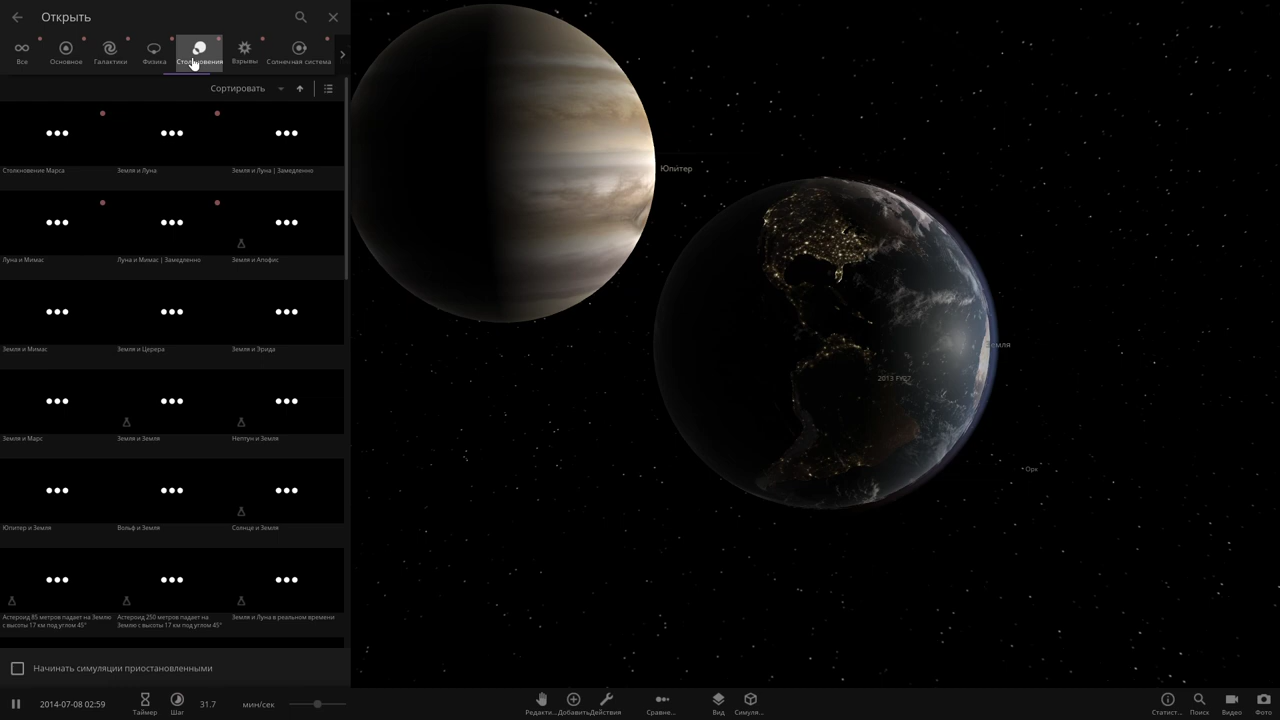 Открыть
Все
Основное
Галактики
Физика
Столкновения
Взрывы
Солнечная система
Сортировать
Столкновение Марса
Земля и Луна
Земля и Луна | Замедленно
Луна и Мимас
Луна и Мимас | Замедленно
Земля и Апофис
Земля и Мимас
Земля и Церера
Земля и Эрида
Земля и Марс
Земля и Земля
Нептун и Земля
Юпитер и Земля
Вольф и Земля
Солнце и Земля
Астероид 85 метров падает на Землю
с высоты 17 км под углом 45°
Астероид 250 метров падает на
Землю с высоты 17 км под углом 45°
Земля и Луна в реальном времени
Начинать симуляции приостановленными
Юпитер
Земля
2013 FY27
Орк
2014-07-08 02:59
Таймер
Шаг
31.7
мин/сек
Редакти...
Добавить
Действия
Сравне...
Вид
Симуля...
Статист...
Поиск
Видео
Фото